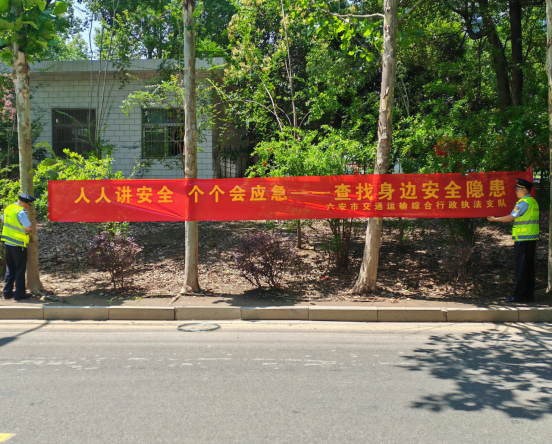 人人讲安全 个个会应急——查找身边安全隐患
六安市交通运输综合行政执法支队